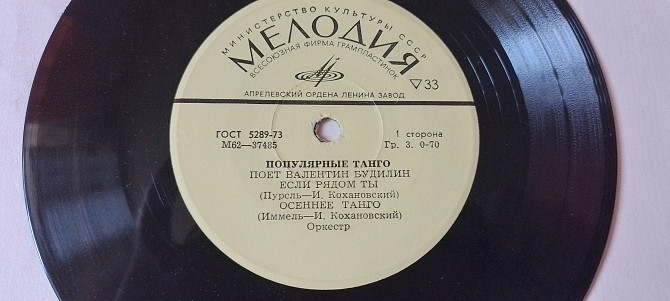 МИНИСТЕРСТВО КУЛЬТУРЫ СССР
МЕЛОДИЯ
ВСЕСОЮЗНАЯ ФИРМА ГРАМПЛАСТИНОК
▽33
АПРЕЛЕВСКИЙ ОРДЕНА ЛЕНИНА ЗАВОД
ГОСТ 5289-73
М62—37485
1 сторона
Гр. 3. 0-70
ПОПУЛЯРНЫЕ ТАНГО
ПОЕТ ВАЛЕНТИН БУДИЛИН
ЕСЛИ РЯДОМ ТЫ
(Пурсль—И. Кохановский)
ОСЕННЕЕ ТАНГО
(Иммель—И. Кохановский)
Оркестр